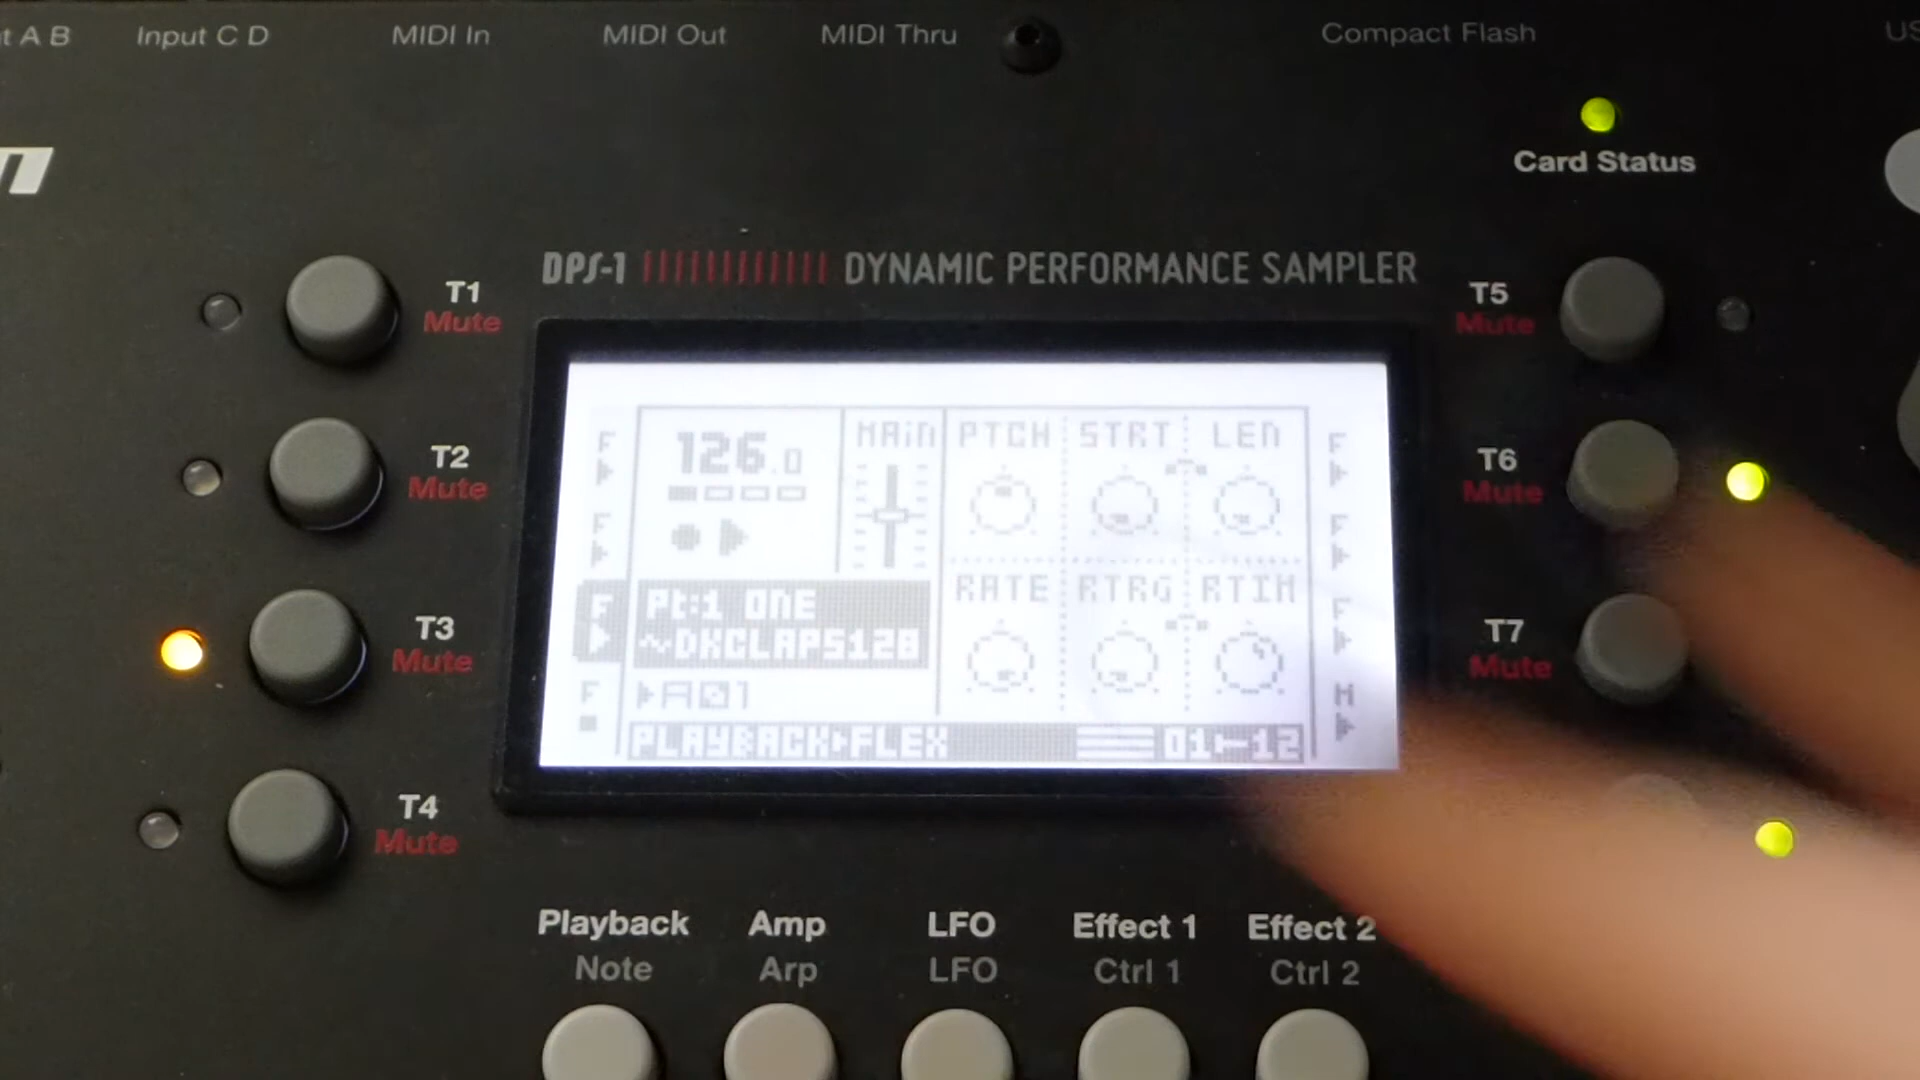 t A B
Input C D
MIDI In
MIDI Out
MIDI Thru
Compact Flash
US
Card Status
DPS-1 DYNAMIC PERFORMANCE SAMPLER
T1
Mute
T2
Mute
T3
Mute
T4
Mute
T5
Mute
T6
Mute
T7
Mute
126.0
MAIN
PTCH
STRT
LEN
RATE
RTRG
RTIM
F
F
F
F
F
F
F
M
Pt:1 ONE
~DKCLAPS128
A01
PLAYBACK FLEX
01 12
Playback
Note
Amp
Arp
LFO
LFO
Effect 1
Ctrl 1
Effect 2
Ctrl 2